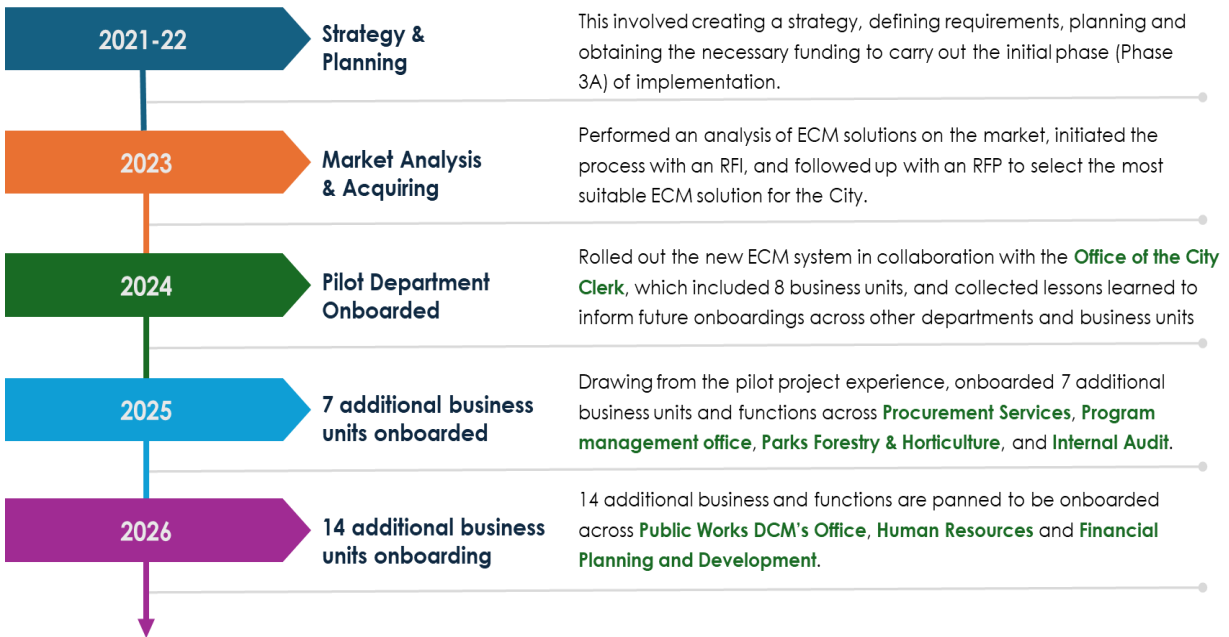 2021-22
Strategy &
Planning
This involved creating a strategy, defining requirements, planning and
obtaining the necessary funding to carry out the initial phase (Phase
3A) of implementation.
2023
Market Analysis
& Acquiring
Performed an analysis of ECM solutions on the market, initiated the
process with an RFI, and followed up with an RFP to select the most
suitable ECM solution for the City.
2024
Pilot Department
Onboarded
Rolled out the new ECM system in collaboration with the Office of the City
Clerk, which included 8 business units, and collected lessons learned to
inform future onboardings across other departments and business units
2025
7 additional business
units onboarded
Drawing from the pilot project experience, onboarded 7 additional
business units and functions across Procurement Services, Program
management office, Parks Forestry & Horticulture, and Internal Audit.
2026
14 additional business
units onboarding
14 additional business and functions are panned to be onboarded
across Public Works DCM's Office, Human Resources and Financial
Planning and Development.